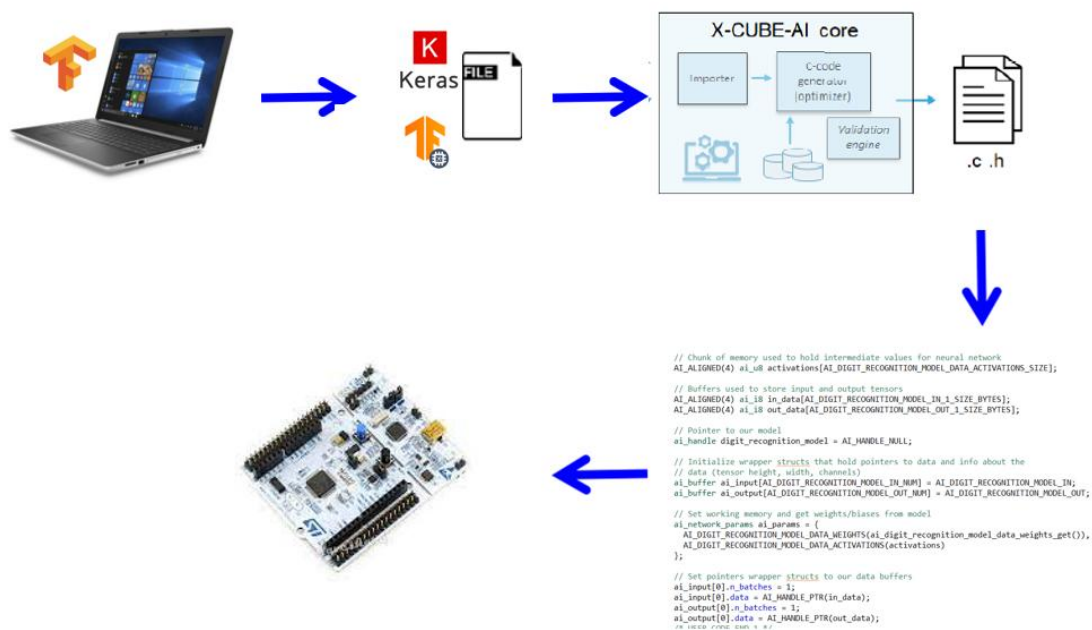 K
Keras
FILE
X-CUBE-AI core
Importer
C-code
generator
(optimizer)
Validation
engine
.c .h
// Chunk of memory used to hold intermediate values for neural network
AI_ALIGNED(4) ai_u8 activations[AI_DIGIT_RECOGNITION_MODEL_DATA_ACTIVATIONS_SIZE];
// Buffers used to store input and output tensors
AI_ALIGNED(4) ai_i8 in_data[AI_DIGIT_RECOGNITION_MODEL_IN_1_SIZE_BYTES];
AI_ALIGNED(4) ai_i8 out_data[AI_DIGIT_RECOGNITION_MODEL_OUT_1_SIZE_BYTES];
// Pointer to our model
ai_handle digit_recognition_model = AI_HANDLE_NULL;
// Initialize wrapper structs that hold pointers to data and info about the
// data (tensor height, width, channels)
ai_buffer ai_input[AI_DIGIT_RECOGNITION_MODEL_IN_NUM] = AI_DIGIT_RECOGNITION_MODEL_IN;
ai_buffer ai_output[AI_DIGIT_RECOGNITION_MODEL_OUT_NUM] = AI_DIGIT_RECOGNITION_MODEL_OUT;
// Set working memory and get weights/biases from model
ai_network_params ai_params = {
AI_DIGIT_RECOGNITION_MODEL_DATA_WEIGHTS(ai_digit_recognition_model_data_weights_get()),
AI_DIGIT_RECOGNITION_MODEL_DATA_ACTIVATIONS(activations)
};
// Set pointers wrapper structs to our data buffers
ai_input[0].n_batches = 1;
ai_input[0].data = AI_HANDLE_PTR(in_data);
ai_output[0].n_batches = 1;
ai_output[0].data = AI_HANDLE_PTR(out_data);
/* USER CODE END 1 */